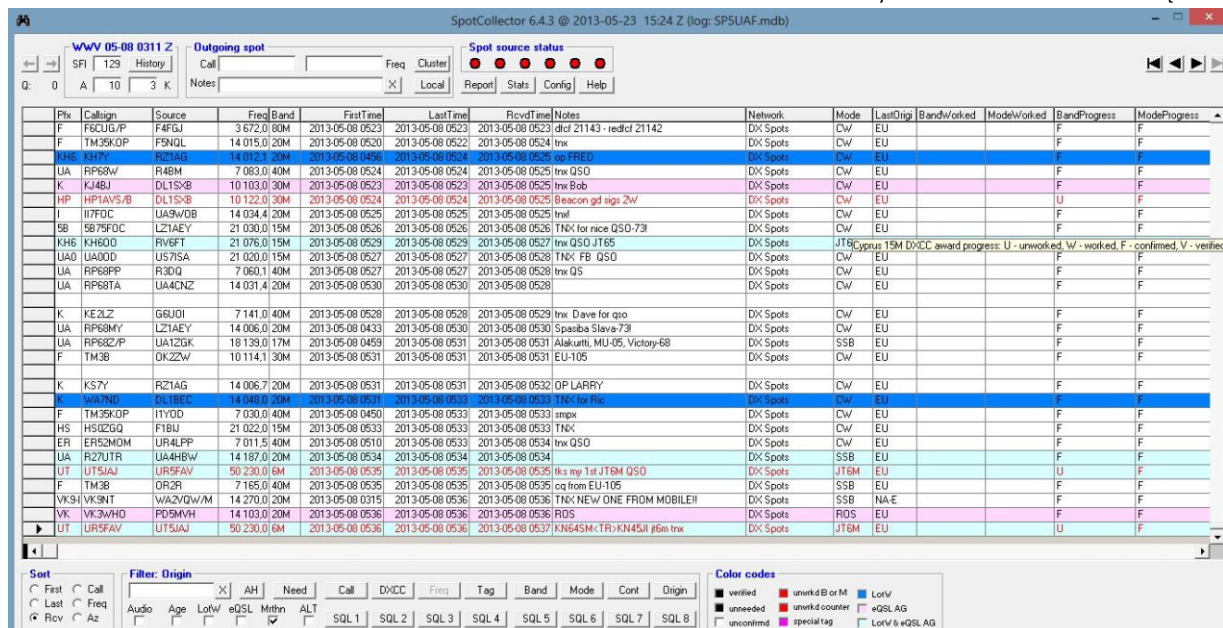 SpotCollector 6.4.3 @ 2013-05-23 15:24 Z (log: SP5UAF.mdb)
WWV 05-08 0311 Z Outgoing spot Spot source status
SFI 129 History Call Freq Cluster
Q: 0 A 10 3 K Notes X Local Report Stats Config Help
Pfx Callsign Source Freq Band FirstTime LastTime RcvdTime Notes Network Mode LastOrigi BandWorked ModeWorked BandProgress ModeProgress
F F6CUG/P F4FGJ 3 672,0 80M 2013-05-08 0523 2013-05-08 0523 2013-05-08 0523 dfcf 21143 - redfcf 21142 DX Spots CW EU F F
F TM35KOP F5NQL 14 015,0 20M 2013-05-08 0520 2013-05-08 0522 2013-05-08 0524 tnx DX Spots CW EU F F
KH6 KH7Y RZ1AG 14 012,1 20M 2013-05-08 0456 2013-05-08 0524 2013-05-08 0525 op FRED DX Spots CW EU F F
UA RP68W R4BM 7 083,0 40M 2013-05-08 0524 2013-05-08 0524 2013-05-08 0525 tnx QSO DX Spots CW EU F F
K KJ4BJ DL1SXB 10 103,0 30M 2013-05-08 0523 2013-05-08 0523 2013-05-08 0525 tnx Bob DX Spots CW EU F F
HP HP1AVS/B DL1SXB 10 122,0 30M 2013-05-08 0524 2013-05-08 0524 2013-05-08 0525 Beacon gd sigs 2W DX Spots CW EU U F
I II7FOC UA9WOB 14 034,4 20M 2013-05-08 0525 2013-05-08 0525 2013-05-08 0525 tnx! DX Spots CW EU F F
5B 5B75FOC LZ1AEY 21 030,0 15M 2013-05-08 0526 2013-05-08 0526 2013-05-08 0526 TNX for nice QSO-73! DX Spots CW EU F F
KH6 KH6OO RV6FT 21 076,0 15M 2013-05-08 0529 2013-05-08 0529 2013-05-08 0527 tnx QSO JT65 DX Spots JT6 Cyprus 15M DXCC award progress: U - unworked, W - worked, F - confirmed, V - verified
UA0 UA0OD US7ISA 21 020,0 15M 2013-05-08 0527 2013-05-08 0527 2013-05-08 0528 TNX FB QSO DX Spots CW EU F F
UA RP68PP R3DQ 7 060,1 40M 2013-05-08 0527 2013-05-08 0527 2013-05-08 0528 tnx QS DX Spots CW EU F F
UA RP68TA UA4CNZ 14 031,4 20M 2013-05-08 0530 2013-05-08 0530 2013-05-08 0528 DX Spots CW EU F F
K KE2LZ G6UOI 7 141,0 40M 2013-05-08 0528 2013-05-08 0528 2013-05-08 0529 tnx Dave for qso DX Spots CW EU F F
UA RP68MY LZ1AEY 14 006,0 20M 2013-05-08 0433 2013-05-08 0530 2013-05-08 0530 Spasiba Slava-73! DX Spots CW EU F F
UA RP68Z/P UA1ZGK 18 139,0 17M 2013-05-08 0459 2013-05-08 0531 2013-05-08 0531 Alakurtti, MU-05, Victory-68 DX Spots SSB EU F F
F TM3B OK2ZW 10 114,1 30M 2013-05-08 0531 2013-05-08 0531 2013-05-08 0531 EU-105 DX Spots CW EU F F
K KS7Y RZ1AG 14 006,7 20M 2013-05-08 0531 2013-05-08 0531 2013-05-08 0532 OP LARRY DX Spots CW EU F F
K WA7ND DL1BEC 14 048,0 20M 2013-05-08 0531 2013-05-08 0533 2013-05-08 0533 TNX for Ric DX Spots CW EU F F
F TM35KOP I1YOD 7 030,0 40M 2013-05-08 0450 2013-05-08 0533 2013-05-08 0533 smpx DX Spots CW EU F F
HS HS0ZGQ F1BIJ 21 022,0 15M 2013-05-08 0533 2013-05-08 0533 2013-05-08 0533 TNX DX Spots CW EU F F
ER ER52MOM UR4LPP 7 011,5 40M 2013-05-08 0510 2013-05-08 0533 2013-05-08 0534 tnx QSO DX Spots CW EU F F
UA R27UTR UA4HBW 14 187,0 20M 2013-05-08 0534 2013-05-08 0534 2013-05-08 0534 DX Spots SSB EU F F
UT UT5JAJ UR5FAV 50 230,0 6M 2013-05-08 0535 2013-05-08 0535 2013-05-08 0535 tks my 1st JT6M QSO DX Spots JT6M EU U F
F TM3B OR2R 7 165,0 40M 2013-05-08 0535 2013-05-08 0535 2013-05-08 0535 cq from EU-105 DX Spots SSB EU F F
VK9-I VK9NT WA2VQW/M 14 270,0 20M 2013-05-08 0315 2013-05-08 0536 2013-05-08 0536 TNX NEW ONE FROM MOBILE!! DX Spots SSB NA-E F F
VK VK3WHO PD5MVH 14 103,0 20M 2013-05-08 0536 2013-05-08 0536 2013-05-08 0536 ROS DX Spots ROS EU F F
UT UR5FAV UT5JAJ 50 230,0 6M 2013-05-08 0536 2013-05-08 0536 2013-05-08 0537 KN64SM<TR>KN45JI jt6m tnx DX Spots JT6M EU U F
Sort Filter: Origin Color codes
First Call X AH Need Call DXCC Freq Tag Band Mode Cont Origin verified unwrkd B or M LotW
Last Freq Audio Age LotW eQSL Mrthn ALT unneeded unwrkd counter eQSL AG
Rcv Az SQL 1 SQL 2 SQL 3 SQL 4 SQL 5 SQL 6 SQL 7 SQL 8 unconfirmd special tag LotW & eQSL AG